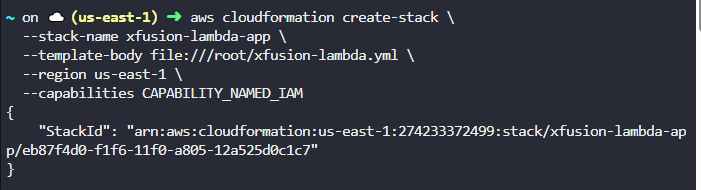 ~ on ☁️ (us-east-1) ➜ aws cloudformation create-stack \
  --stack-name xfusion-lambda-app \
  --template-body file:///root/xfusion-lambda.yml \
  --region us-east-1 \
  --capabilities CAPABILITY_NAMED_IAM
{
    "StackId": "arn:aws:cloudformation:us-east-1:274233372499:stack/xfusion-lambda-ap
p/eb87f4d0-f1f6-11f0-a805-12a525d0c1c7"
}